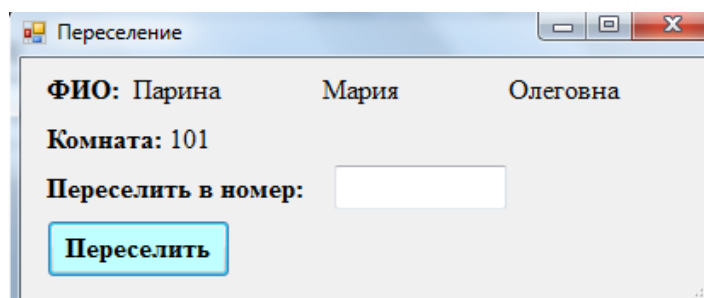 Переселение
ФИО: Парина Мария Олеговна
Комната: 101
Переселить в номер:
Переселить